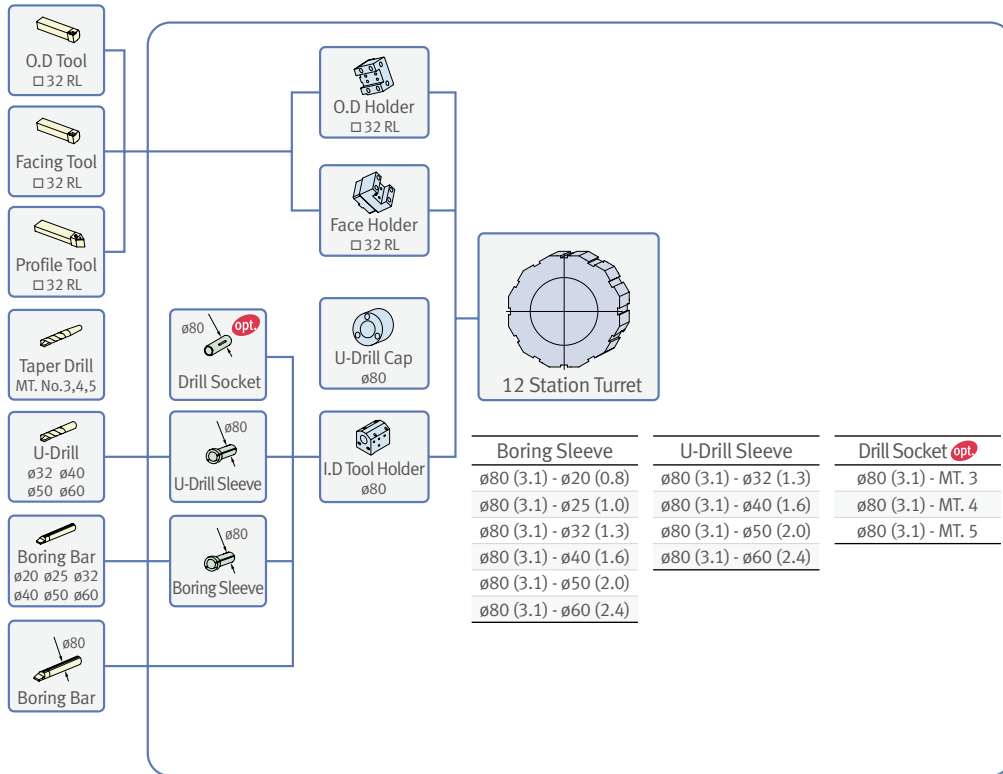 O.D Tool
□ 32 RL
Facing Tool
□ 32 RL
Profile Tool
□ 32 RL
Taper Drill
MT. No.3,4,5
U-Drill
ø32 ø40
ø50 ø60
Boring Bar
ø20 ø25 ø32
ø40 ø50 ø60
ø80
Boring Bar
ø80
opt.
Drill Socket
ø80
U-Drill Sleeve
ø80
Boring Sleeve
O.D Holder
□ 32 RL
Face Holder
□ 32 RL
U-Drill Cap
ø80
I.D Tool Holder
ø80
12 Station Turret
Boring Sleeve
ø80 (3.1) - ø20 (0.8)
ø80 (3.1) - ø25 (1.0)
ø80 (3.1) - ø32 (1.3)
ø80 (3.1) - ø40 (1.6)
ø80 (3.1) - ø50 (2.0)
ø80 (3.1) - ø60 (2.4)
U-Drill Sleeve
ø80 (3.1) - ø32 (1.3)
ø80 (3.1) - ø40 (1.6)
ø80 (3.1) - ø50 (2.0)
ø80 (3.1) - ø60 (2.4)
Drill Socket opt.
ø80 (3.1) - MT. 3
ø80 (3.1) - MT. 4
ø80 (3.1) - MT. 5